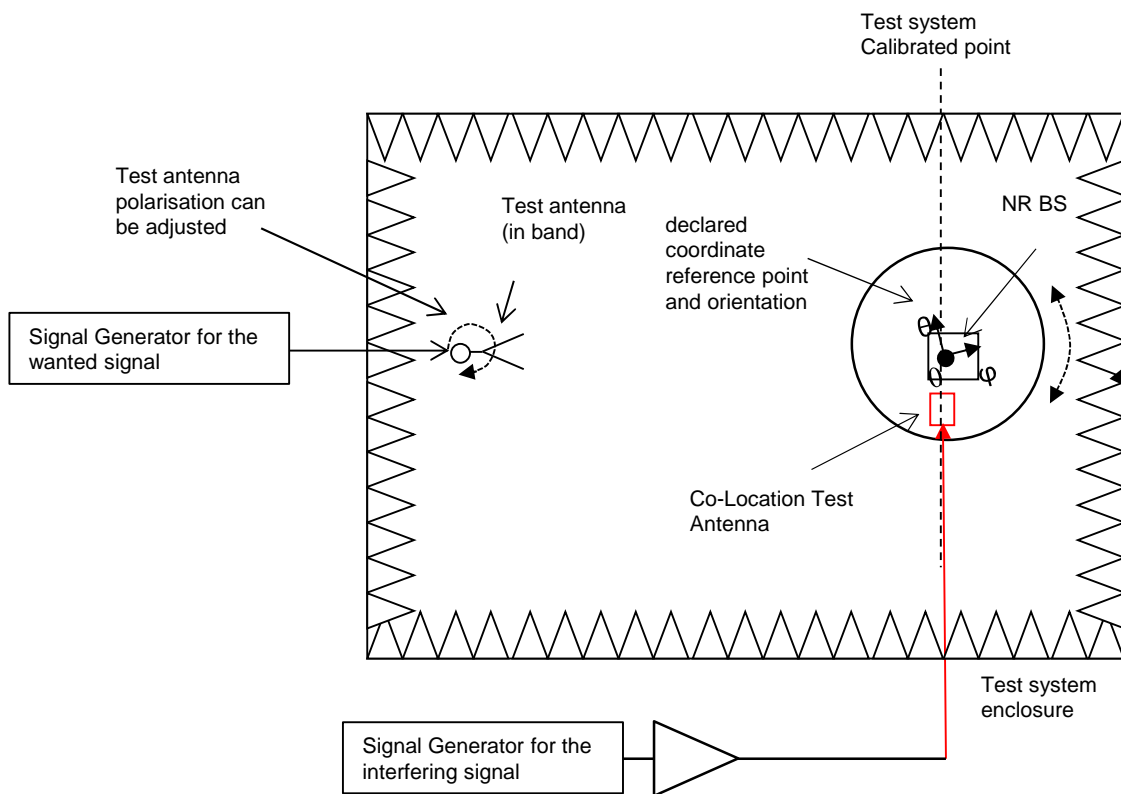 Test system
Calibrated point
Test antenna
polarisation can
be adjusted
Test antenna
(in band)
declared
coordinate
reference point
and orientation
NR BS
Signal Generator for the
wanted signal
θ
0
φ
Co-Location Test
Antenna
Test system
enclosure
Signal Generator for the
interfering signal